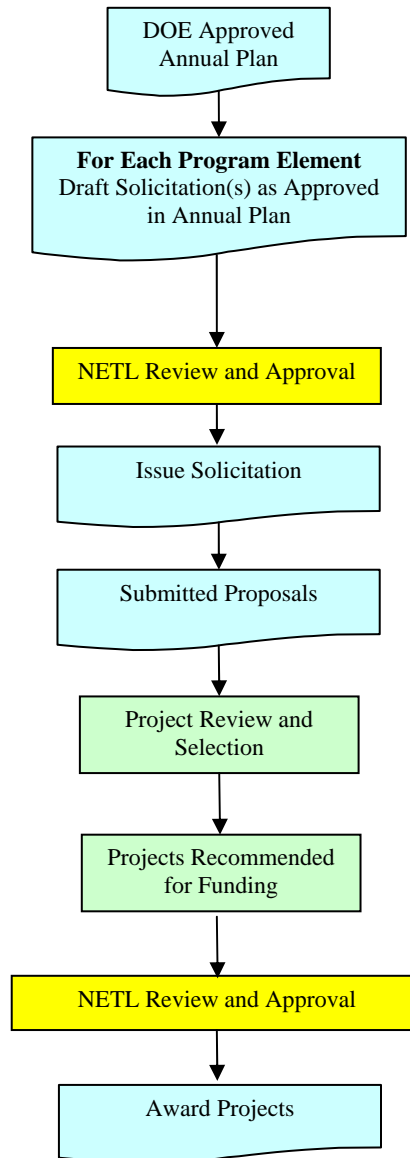 DOE Approved
Annual Plan
For Each Program Element
Draft Solicitation(s) as Approved
in Annual Plan
NETL Review and Approval
Issue Solicitation
Submitted Proposals
Project Review and
Selection
Projects Recommended
for Funding
NETL Review and Approval
Award Projects